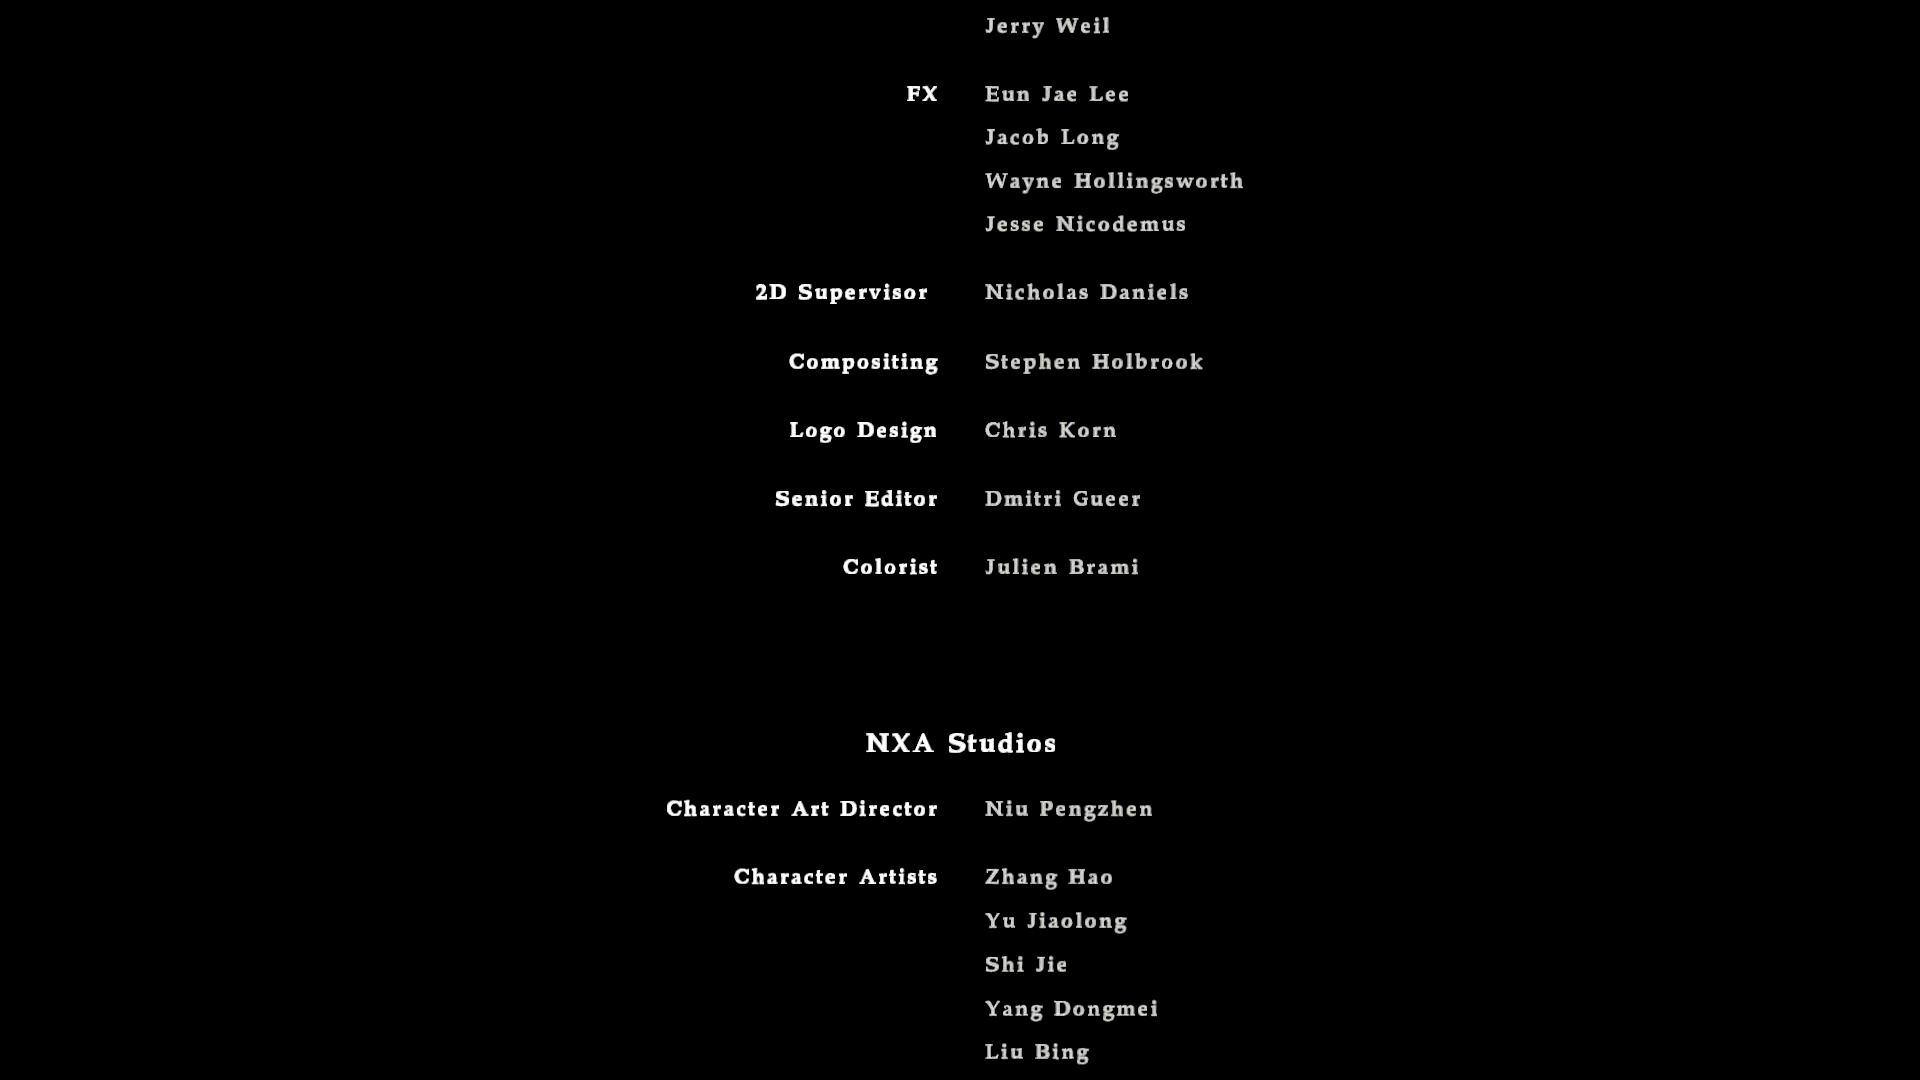 Jerry Weil
FX Eun Jae Lee
Jacob Long
Wayne Hollingsworth
Jesse Nicodemus
2D Supervisor Nicholas Daniels
Compositing Stephen Holbrook
Logo Design Chris Korn
Senior Editor Dmitri Gueer
Colorist Julien Brami
NXA Studios
Character Art Director Niu Pengzhen
Character Artists Zhang Hao
Yu Jiaolong
Shi Jie
Yang Dongmei
Liu Bing